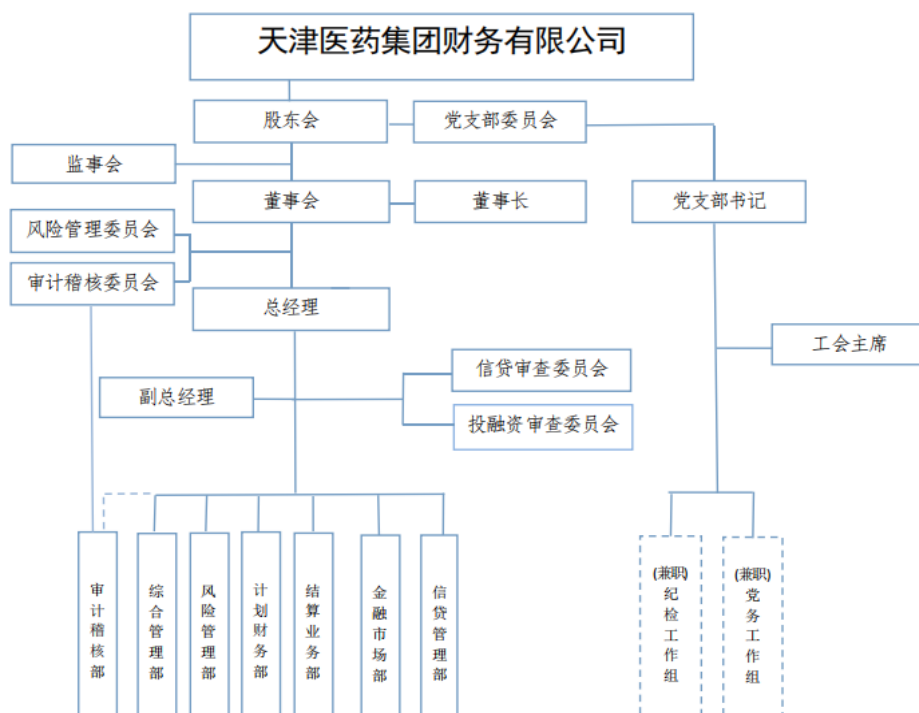 天津医药集团财务有限公司
股东会
党支部委员会
监事会
董事会
董事长
党支部书记
风险管理委员会
审计稽核委员会
总经理
工会主席
信贷审查委员会
副总经理
投融资审查委员会
审计稽核部
综合管理部
风险管理部
计划财务部
结算业务部
金融市场部
信贷管理部
(兼职)纪检工作组
(兼职)党务工作组